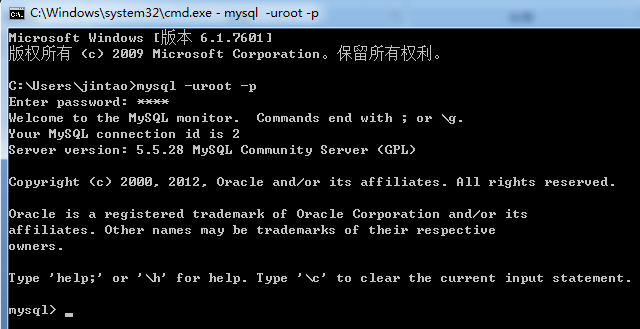 C:\Windows\system32\cmd.exe - mysql  -uroot -p
Microsoft Windows [版本 6.1.7601]
版权所有 (c) 2009 Microsoft Corporation。保留所有权利。
C:\Users\jintao>mysql -uroot -p
Enter password: ****
Welcome to the MySQL monitor.  Commands end with ; or \g.
Your MySQL connection id is 2
Server version: 5.5.28 MySQL Community Server (GPL)
Copyright (c) 2000, 2012, Oracle and/or its affiliates. All rights reserved.
Oracle is a registered trademark of Oracle Corporation and/or its
affiliates. Other names may be trademarks of their respective
owners.
Type 'help;' or '\h' for help. Type '\c' to clear the current input statement.
mysql> _